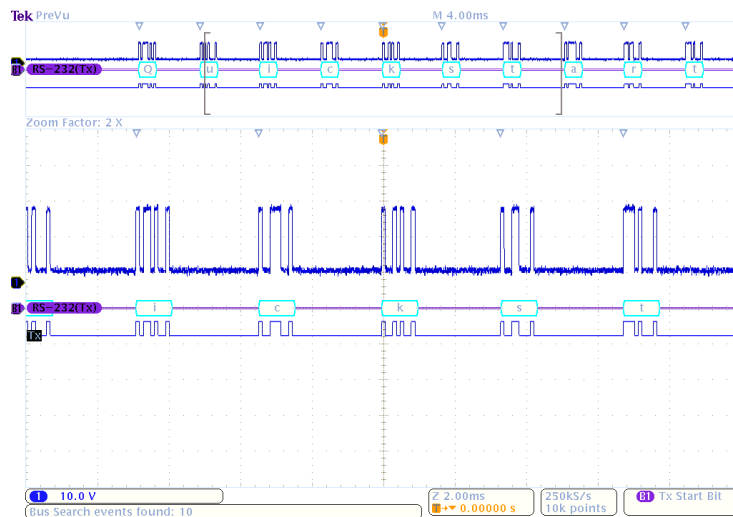 Tek PreVu M 4.00ms
B1 RS-232(Tx) Q u i c k s t a r t
Zoom Factor: 2 X
1
B1 RS-232(Tx) i c k s t
Tx
1 10.0 V Z 2.00ms 250kS/s B1 Tx Start Bit
T 0.00000 s 10k points
Bus Search events found: 10